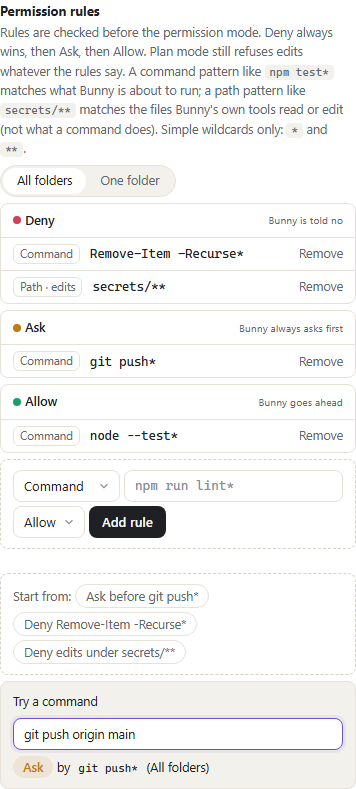 Permission rules
Rules are checked before the permission mode. Deny always
wins, then Ask, then Allow. Plan mode still refuses edits
whatever the rules say. A command pattern like npm test*
matches what Bunny is about to run; a path pattern like
secrets/** matches the files Bunny's own tools read or edit
(not what a command does). Simple wildcards only: * and
** .
All folders One folder
Deny Bunny is told no
Command Remove-Item -Recurse* Remove
Path · edits secrets/** Remove
Ask Bunny always asks first
Command git push* Remove
Allow Bunny goes ahead
Command node --test* Remove
Command npm run lint*
Allow Add rule
Start from: Ask before git push*
Deny Remove-Item -Recurse*
Deny edits under secrets/**
Try a command
git push origin main
Ask by git push* (All folders)